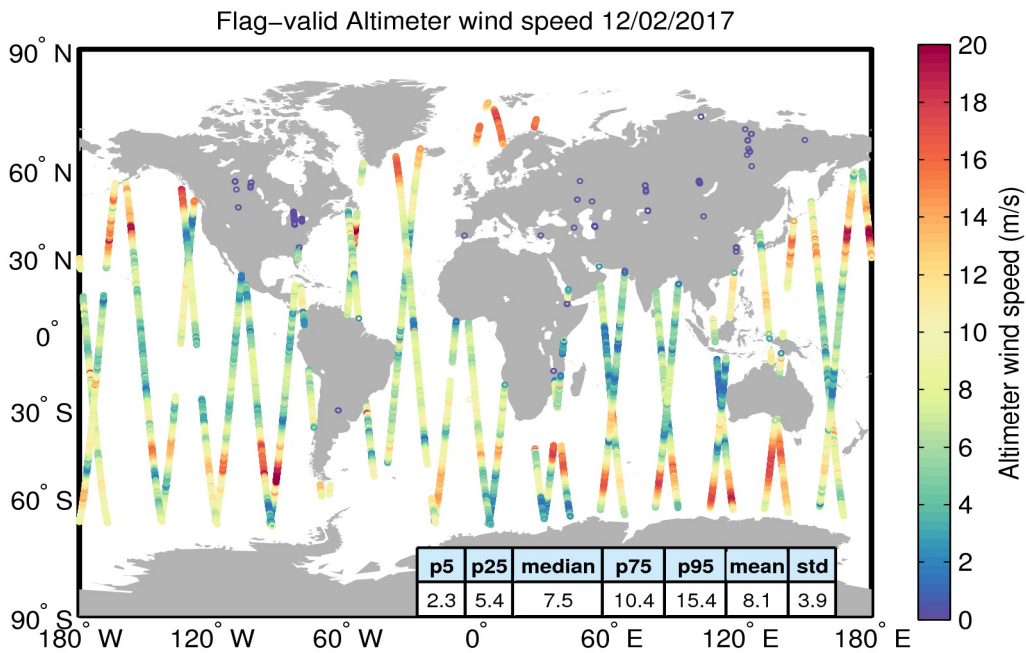 Flag−valid Altimeter wind speed 12/02/2017
90° N
60° N
30° N
0°
30° S
60° S
90° S
180° W
120° W
60° W
0°
60° E
120° E
180° E
p5 p25 median p75 p95 mean std
2.3 5.4 7.5 10.4 15.4 8.1 3.9
20
18
16
14
12
10
8
6
4
2
0
Altimeter wind speed (m/s)